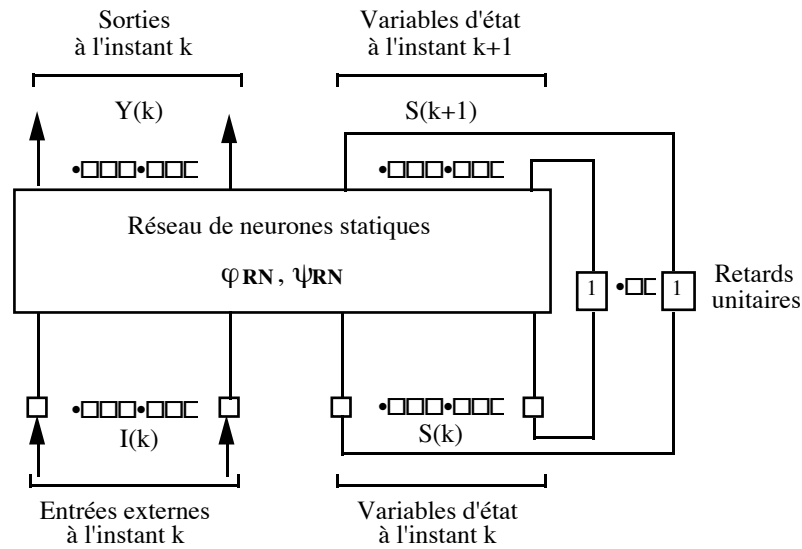 Sorties
à l'instant k
Variables d'état
à l'instant k+1
Y(k)
S(k+1)
Réseau de neurones statiques
φRN, ψRN
1
1
Retards
unitaires
I(k)
S(k)
Entrées externes
à l'instant k
Variables d'état
à l'instant k